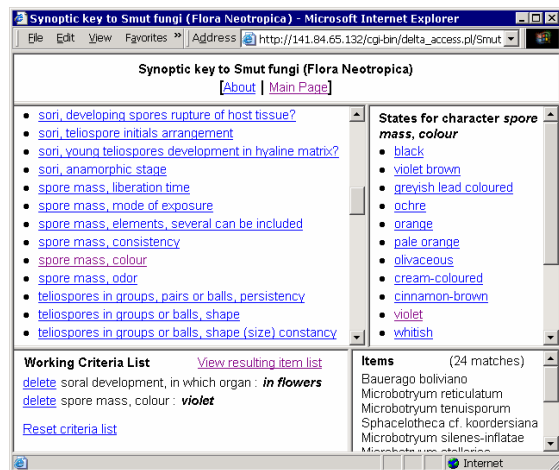 Synoptic key to Smut fungi (Flora Neotropica) - Microsoft Internet Explorer
File Edit View Favorites » Address http://141.84.65.132/cgi-bin/delta_access.pl/Smut
Synoptic key to Smut fungi (Flora Neotropica)
[About | Main Page]
• sori, developing spores rupture of host tissue?
• sori, teliospore initials arrangement
• sori, young teliospores development in hyaline matrix?
• sori, anamorphic stage
• spore mass, liberation time
• spore mass, mode of exposure
• spore mass, elements, several can be included
• spore mass, consistency
• spore mass, colour
• spore mass, odor
• teliospores in groups, pairs or balls, persistency
• teliospores in groups or balls, shape
• teliospores in groups or balls, shape (size) constancy
States for character spore
mass, colour
• black
• violet brown
• greyish lead coloured
• ochre
• orange
• pale orange
• olivaceous
• cream-coloured
• cinnamon-brown
• violet
• whitish
Working Criteria List View resulting item list
delete soral development, in which organ : in flowers
delete spore mass, colour : violet
Reset criteria list
Items (24 matches)
Bauerago boliviano
Microbotryum reticulatum
Microbotryum tenuisporum
Sphacelotheca cf. koordersiana
Microbotryum silenes-inflatae
Microbotryum stellariae
Internet